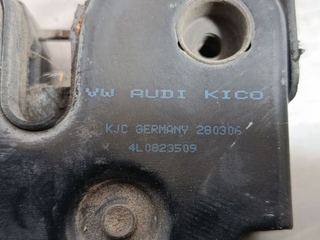 VW AUDI KICO
KJC GERMANY 280306
4L0823509